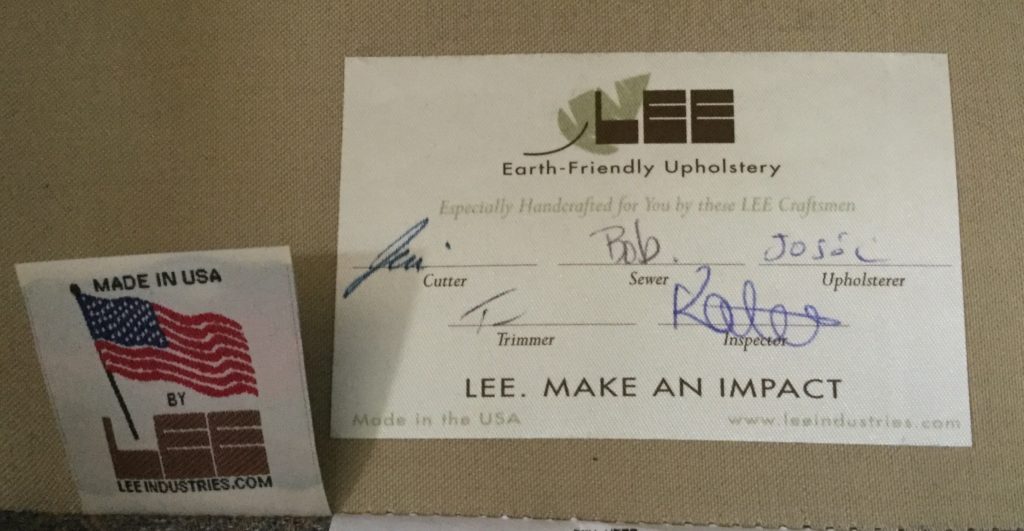 LEE
Earth-Friendly Upholstery
Especially Handcrafted for You by these LEE Craftsmen
Bob.
Cutter Sewer Upholsterer
Trimmer Inspector
LEE. MAKE AN IMPACT
Made in the USA www.leeindustries.com
MADE IN USA
BY
LEE
LEEINDUSTRIES.COM